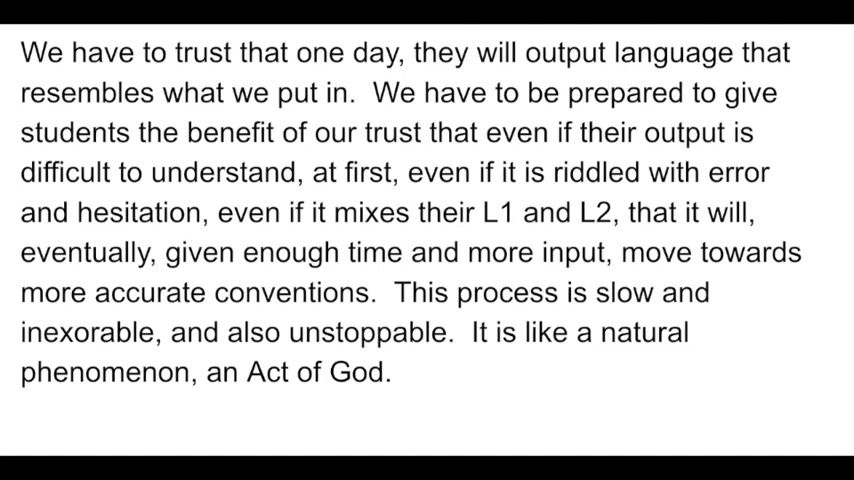 We have to trust that one day, they will output language that
resembles what we put in.  We have to be prepared to give
students the benefit of our trust that even if their output is
difficult to understand, at first, even if it is riddled with error
and hesitation, even if it mixes their L1 and L2, that it will,
eventually, given enough time and more input, move towards
more accurate conventions.  This process is slow and
inexorable, and also unstoppable.  It is like a natural
phenomenon, an Act of God.